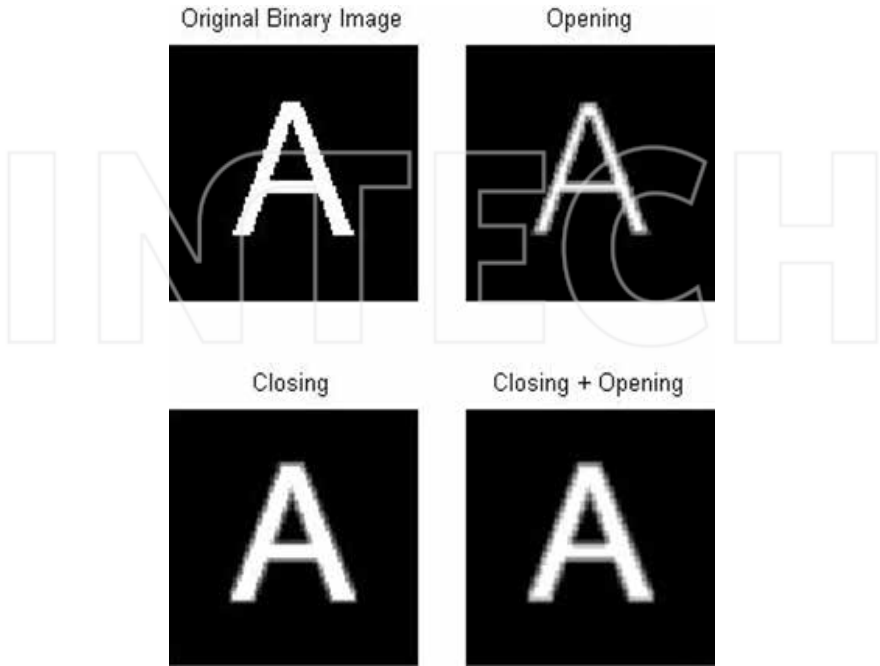 Original Binary Image
Opening
A
A
INTECH
Closing
Closing + Opening
A
A